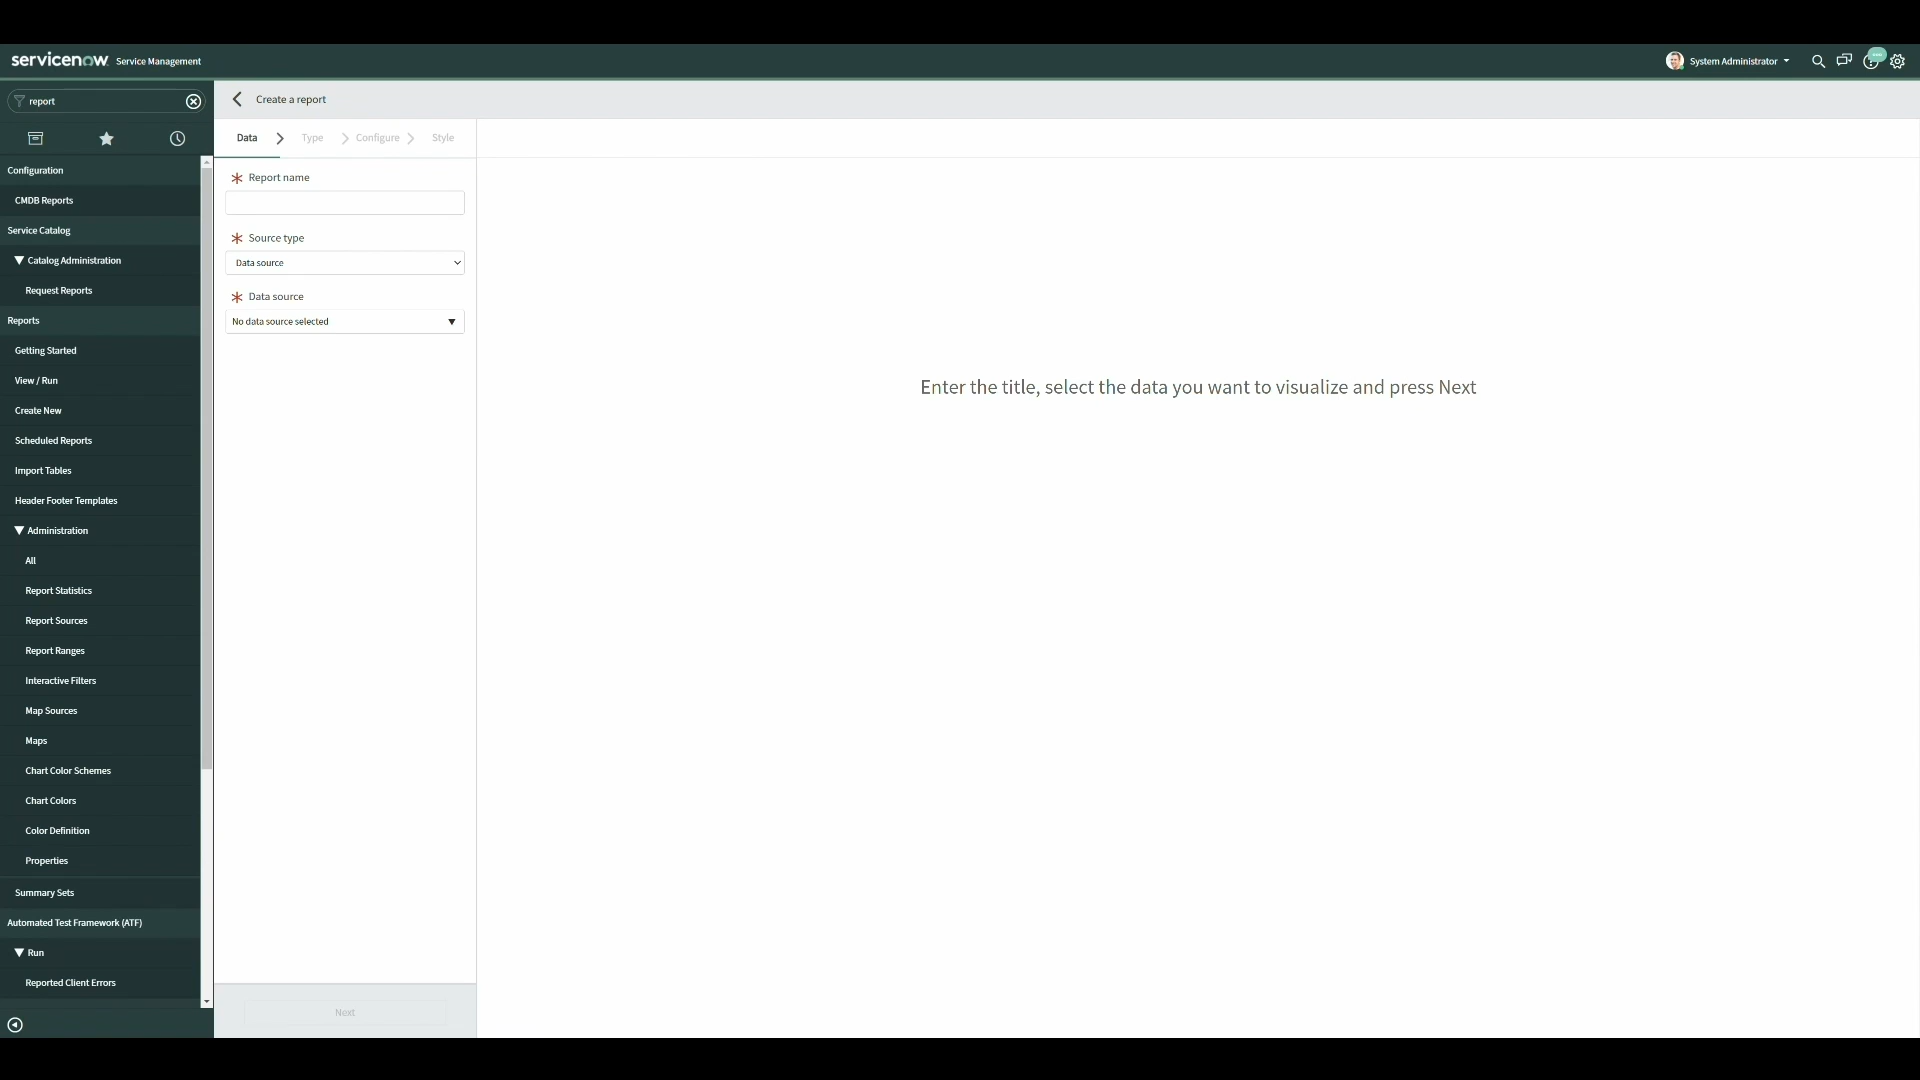 servicenow Service Management
System Administrator
report
Create a report
Data Type Configure Style
Configuration
CMDB Reports
Service Catalog
Catalog Administration
Request Reports
Reports
Getting Started
View / Run
Create New
Scheduled Reports
Import Tables
Header Footer Templates
Administration
All
Report Statistics
Report Sources
Report Ranges
Interactive Filters
Map Sources
Maps
Chart Color Schemes
Chart Colors
Color Definition
Properties
Summary Sets
Automated Test Framework (ATF)
Run
Reported Client Errors
Report name
Source type
Data source
Data source
No data source selected
Next
Enter the title, select the data you want to visualize and press Next